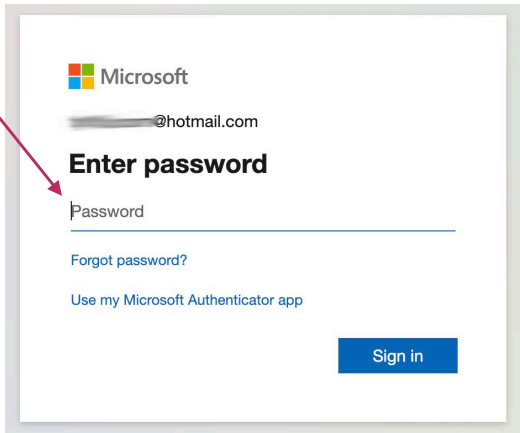 Microsoft
@hotmail.com
Enter password
Password
Forgot password?
Use my Microsoft Authenticator app
Sign in